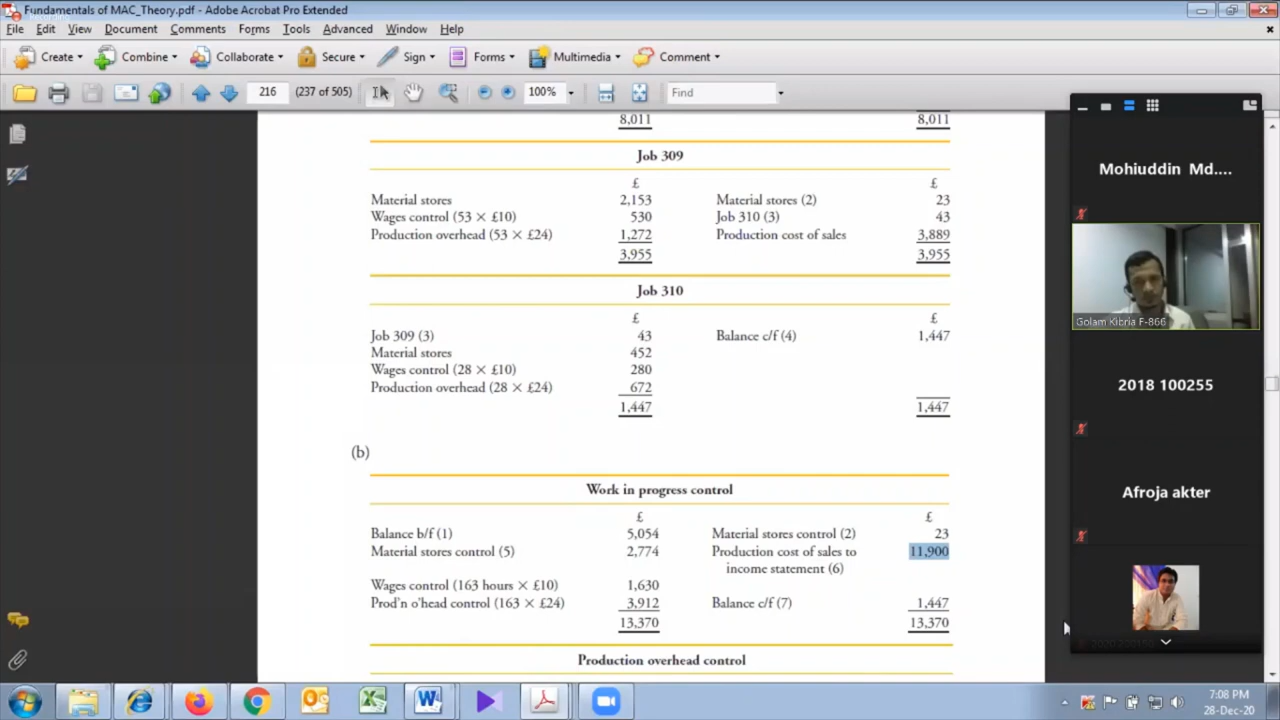 Fundamentals of MAC_Theory.pdf - Adobe Acrobat Pro Extended
File Edit View Document Comments Forms Tools Advanced Window Help
Create Combine Collaborate Secure Sign Forms Multimedia Comment
216 (237 of 505) 100% Find
8,011 8,011
Job 309
£ £
Material stores 2,153 Material stores (2) 23
Wages control (53 × £10) 530 Job 310 (3) 43
Production overhead (53 × £24) 1,272 Production cost of sales 3,889
3,955 3,955
Job 310
£ £
Job 309 (3) 43 Balance c/f (4) 1,447
Material stores 452
Wages control (28 × £10) 280
Production overhead (28 × £24) 672
1,447 1,447
(b)
Work in progress control
£ £
Balance b/f (1) 5,054 Material stores control (2) 23
Material stores control (5) 2,774 Production cost of sales to 11,900
income statement (6)
Wages control (163 hours × £10) 1,630
Prod'n o'head control (163 × £24) 3,912 Balance c/f (7) 1,447
13,370 13,370
Production overhead control
Mohiuddin Md....
Golam Kibria F-866
2018 100255
Afroja akter
7:08 PM
28-Dec-20